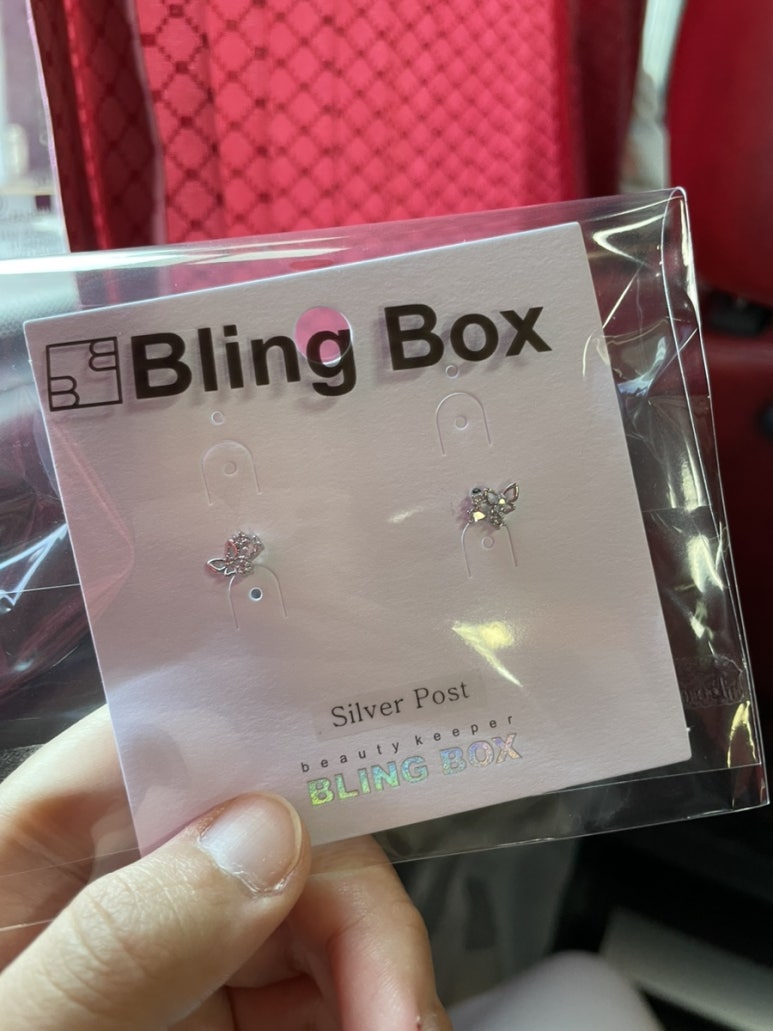 Bling Box
Silver Post
beauty keeper
BLING BOX